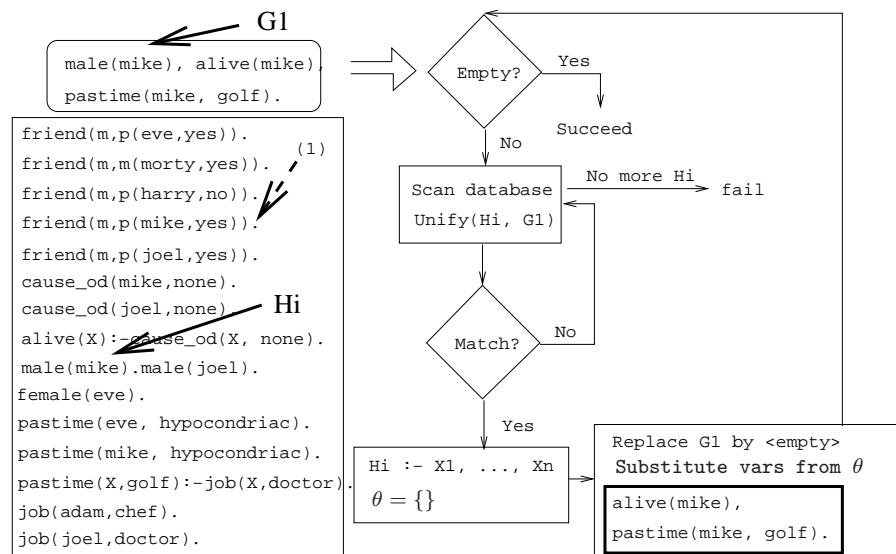 G1
male(mike), alive(mike),
pastime(mike, golf).
friend(m,p(eve,yes)).
(1)
friend(m,m(morty,yes)).
friend(m,p(harry,no)).
friend(m,p(mike,yes)).
friend(m,p(joel,yes)).
cause_od(mike,none).
cause_od(joel,none).
Hi
alive(X):-cause_od(X, none).
male(mike).male(joel).
female(eve).
pastime(eve, hypocondriac).
pastime(mike, hypocondriac).
pastime(X,golf):-job(X,doctor).
job(adam,chef).
job(joel,doctor).
Empty?
Yes
Succeed
No
Scan database
Unify(Hi, G1)
No more Hi
fail
Match?
No
Yes
Hi :- X1, ..., Xn
θ = {}
Replace G1 by <empty>
Substitute vars from θ
alive(mike),
pastime(mike, golf).